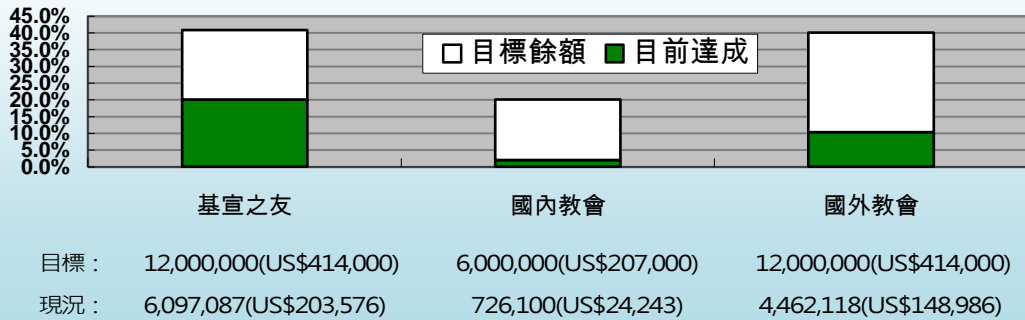 45.0%
40.0%
35.0%
30.0%
25.0%
20.0%
15.0%
10.0%
5.0%
0.0%
目標餘額 目前達成
基宣之友 國內教會 國外教會
目標： 12,000,000(US$414,000) 6,000,000(US$207,000) 12,000,000(US$414,000)
現況： 6,097,087(US$203,576) 726,100(US$24,243) 4,462,118(US$148,986)